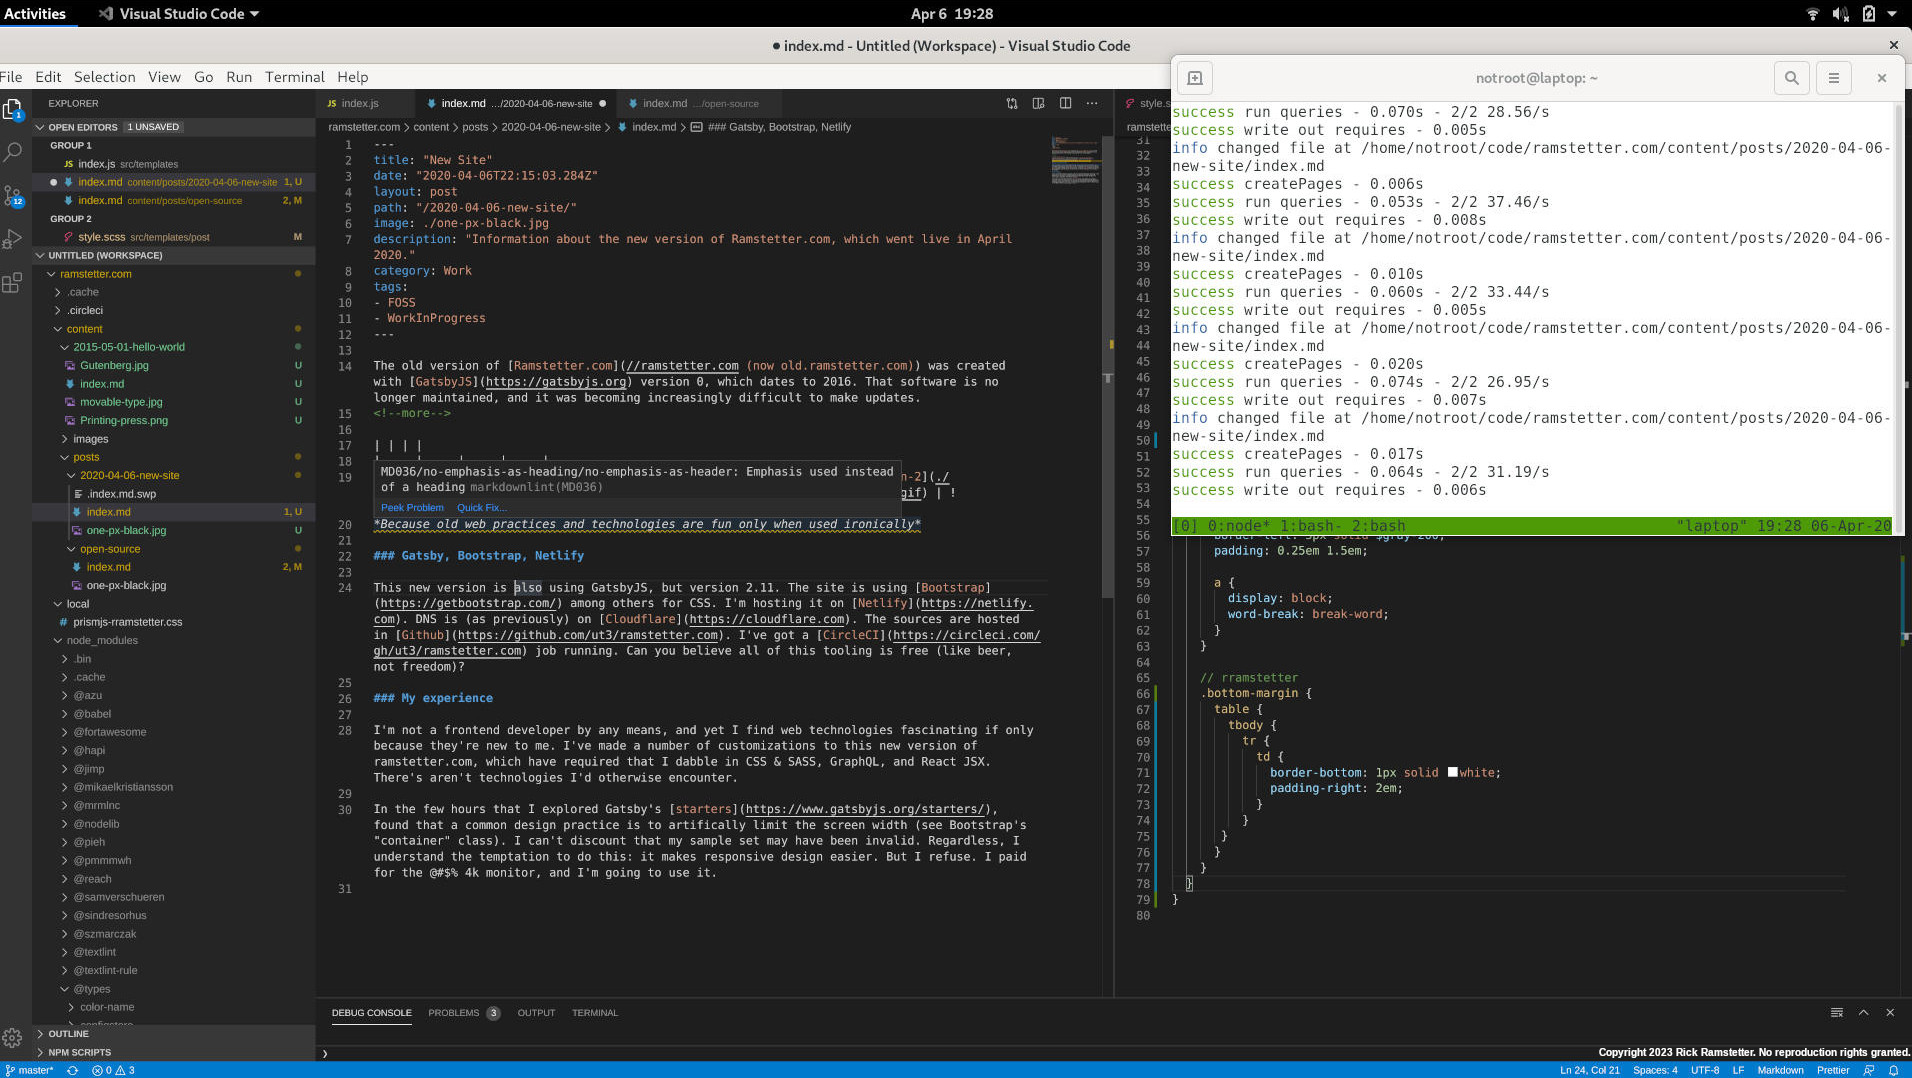 Activities
Visual Studio Code
Apr 6 19:28
● index.md - Untitled (Workspace) - Visual Studio Code
File Edit Selection View Go Run Terminal Help
EXPLORER
OPEN EDITORS 1 UNSAVED
GROUP 1
JS index.js src/templates
index.md content/posts/2020-04-06-new-site 1, U
index.md content/posts/open-source 2, M
GROUP 2
style.scss src/templates/post M
UNTITLED (WORKSPACE)
ramstetter.com
.cache
.circleci
content
2015-05-01-hello-world
Gutenberg.jpg U
index.md U
movable-type.jpg U
Printing-press.png U
images
posts
2020-04-06-new-site
.index.md.swp
index.md 1, U
one-px-black.jpg U
open-source
index.md 2, M
one-px-black.jpg
local
# prismjs-rramstetter.css
node_modules
.bin
.cache
@azu
@babel
@fortawesome
@hapi
@jimp
@mikaelkristiansson
@mrmlnc
@nodelib
@pieh
@pmmmwh
@reach
@samverschueren
@sindresorhus
@szmarczak
@textlint
@textlint-rule
@types
color-name
OUTLINE
NPM SCRIPTS
1
12
JS index.js
index.md .../2020-04-06-new-site ●
index.md .../open-source
ramstetter.com > content > posts > 2020-04-06-new-site > index.md > ### Gatsby, Bootstrap, Netlify
1 ---
2 title: "New Site"
3 date: "2020-04-06T22:15:03.284Z"
4 layout: post
5 path: "/2020-04-06-new-site/"
6 image: ./one-px-black.jpg
7 description: "Information about the new version of Ramstetter.com, which went live in April
2020."
8 category: Work
9 tags:
10 - FOSS
11 - WorkInProgress
12 ---
13
14 The old version of [Ramstetter.com](//ramstetter.com (now old.ramstetter.com)) was created
with [GatsbyJS](https://gatsbyjs.org) version 0, which dates to 2016. That software is no
longer maintained, and it was becoming increasingly difficult to make updates.
15 <!--more-->
16
17 | | | |
18
19 n-2](./
gif) | !
MD036/no-emphasis-as-heading/no-emphasis-as-header: Emphasis used instead
of a heading markdownlint(MD036)
Peek Problem Quick Fix...
20 *Because old web practices and technologies are fun only when used ironically*
21
22 ### Gatsby, Bootstrap, Netlify
23
24 This new version is also using GatsbyJS, but version 2.11. The site is using [Bootstrap]
(https://getbootstrap.com/) among others for CSS. I'm hosting it on [Netlify](https://netlify.
com). DNS is (as previously) on [Cloudflare](https://cloudflare.com). The sources are hosted
in [Github](https://github.com/ut3/ramstetter.com). I've got a [CircleCI](https://circleci.com/
gh/ut3/ramstetter.com) job running. Can you believe all of this tooling is free (like beer,
not freedom)?
25
26 ### My experience
27
28 I'm not a frontend developer by any means, and yet I find web technologies fascinating if only
because they're new to me. I've made a number of customizations to this new version of
ramstetter.com, which have required that I dabble in CSS & SASS, GraphQL, and React JSX.
There's aren't technologies I'd otherwise encounter.
29
30 In the few hours that I explored Gatsby's [starters](https://www.gatsbyjs.org/starters/),
found that a common design practice is to artifically limit the screen width (see Bootstrap's
"container" class). I can't discount that my sample set may have been invalid. Regardless, I
understand the temptation to do this: it makes responsive design easier. But I refuse. I paid
for the @#$% 4k monitor, and I'm going to use it.
31
style.s
ramstette
31
32
33
34
35
36
37
38
39
40
41
42
43
44
45
46
47
48
49
50
51
52
53
54
55
56 border-left: 5px solid $gray-200;
57 padding: 0.25em 1.5em;
58
59 a {
60 display: block;
61 word-break: break-word;
62 }
63 }
64
65 // rramstetter
66 .bottom-margin {
67 table {
68 tbody {
69 tr {
70 td {
71 border-bottom: 1px solid white;
72 padding-right: 2em;
73 }
74 }
75 }
76 }
77 }
78 }
79 }
80
notroot@laptop: ~
success run queries - 0.070s - 2/2 28.56/s
success write out requires - 0.005s
info changed file at /home/notroot/code/ramstetter.com/content/posts/2020-04-06-
new-site/index.md
success createPages - 0.006s
success run queries - 0.053s - 2/2 37.46/s
success write out requires - 0.008s
info changed file at /home/notroot/code/ramstetter.com/content/posts/2020-04-06-
new-site/index.md
success createPages - 0.010s
success run queries - 0.060s - 2/2 33.44/s
success write out requires - 0.005s
info changed file at /home/notroot/code/ramstetter.com/content/posts/2020-04-06-
new-site/index.md
success createPages - 0.020s
success run queries - 0.074s - 2/2 26.95/s
success write out requires - 0.007s
info changed file at /home/notroot/code/ramstetter.com/content/posts/2020-04-06-
new-site/index.md
success createPages - 0.017s
success run queries - 0.064s - 2/2 31.19/s
success write out requires - 0.006s
[0] 0:node* 1:bash- 2:bash "laptop" 19:28 06-Apr-20
DEBUG CONSOLE PROBLEMS 3 OUTPUT TERMINAL
Copyright 2023 Rick Ramstetter. No reproduction rights granted.
master* 0 3
Ln 24, Col 21 Spaces: 4 UTF-8 LF Markdown Prettier